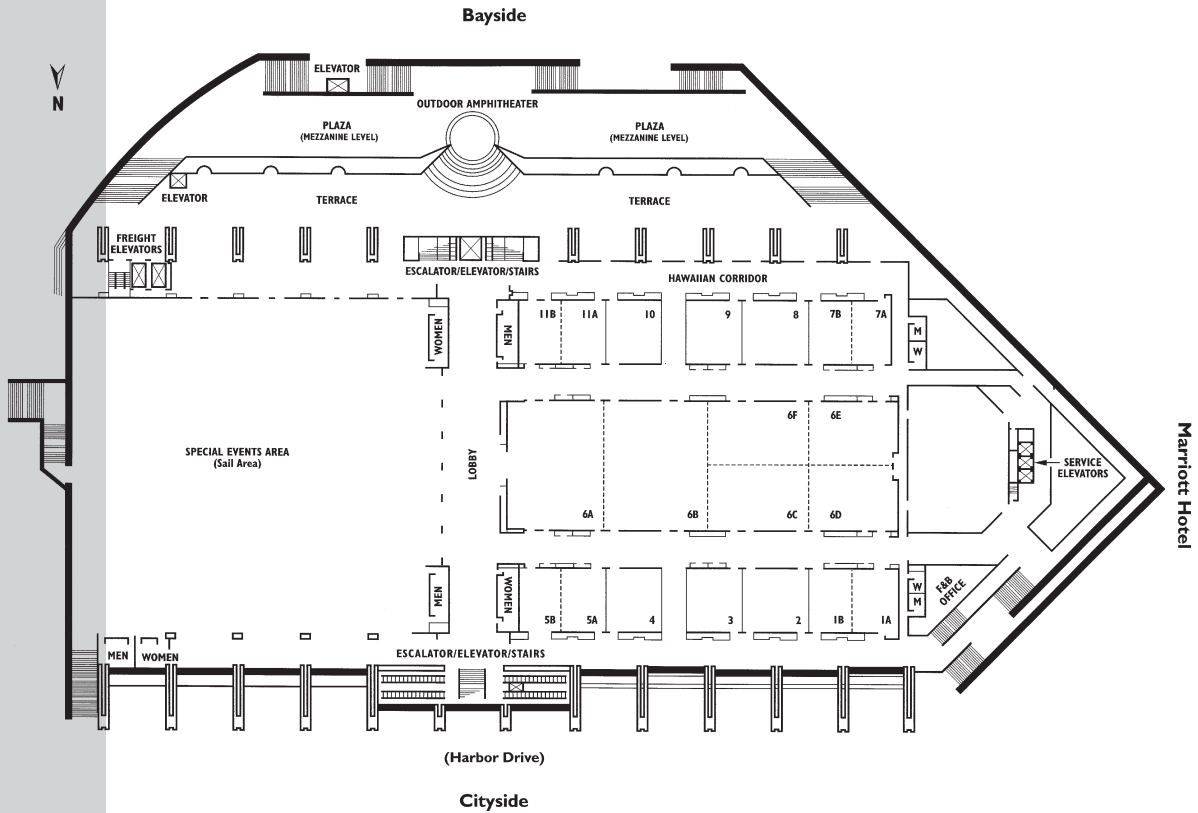 Bayside
N
ELEVATOR
OUTDOOR AMPHITHEATER
PLAZA
(MEZZANINE LEVEL)
PLAZA
(MEZZANINE LEVEL)
ELEVATOR
TERRACE
TERRACE
FREIGHT
ELEVATORS
ESCALATOR/ELEVATOR/STAIRS
HAWAIIAN CORRIDOR
WOMEN
MEN
11B
11A
10
9
8
7B
7A
M
W
6F
6E
SPECIAL EVENTS AREA
(Sail Area)
LOBBY
SERVICE
ELEVATORS
Marriott Hotel
6A
6B
6C
6D
MEN
WOMEN
5B
5A
4
3
2
1B
1A
W
M
F&B
OFFICE
MEN
WOMEN
ESCALATOR/ELEVATOR/STAIRS
(Harbor Drive)
Cityside